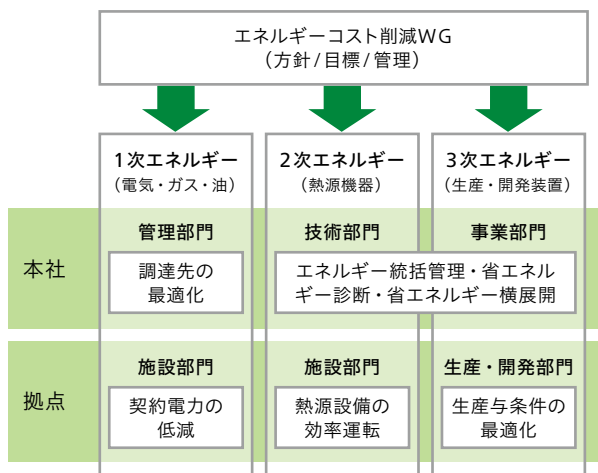 エネルギーコスト削減WG
（方針/目標/管理）
1次エネルギー
（電気・ガス・油）
2次エネルギー
（熱源機器）
3次エネルギー
（生産・開発装置）
本社
管理部門
調達先の
最適化
技術部門
事業部門
エネルギー統括管理・省エネル
ギー診断・省エネルギー横展開
拠点
施設部門
契約電力の
低減
施設部門
熱源設備の
効率運転
生産・開発部門
生産与条件の
最適化